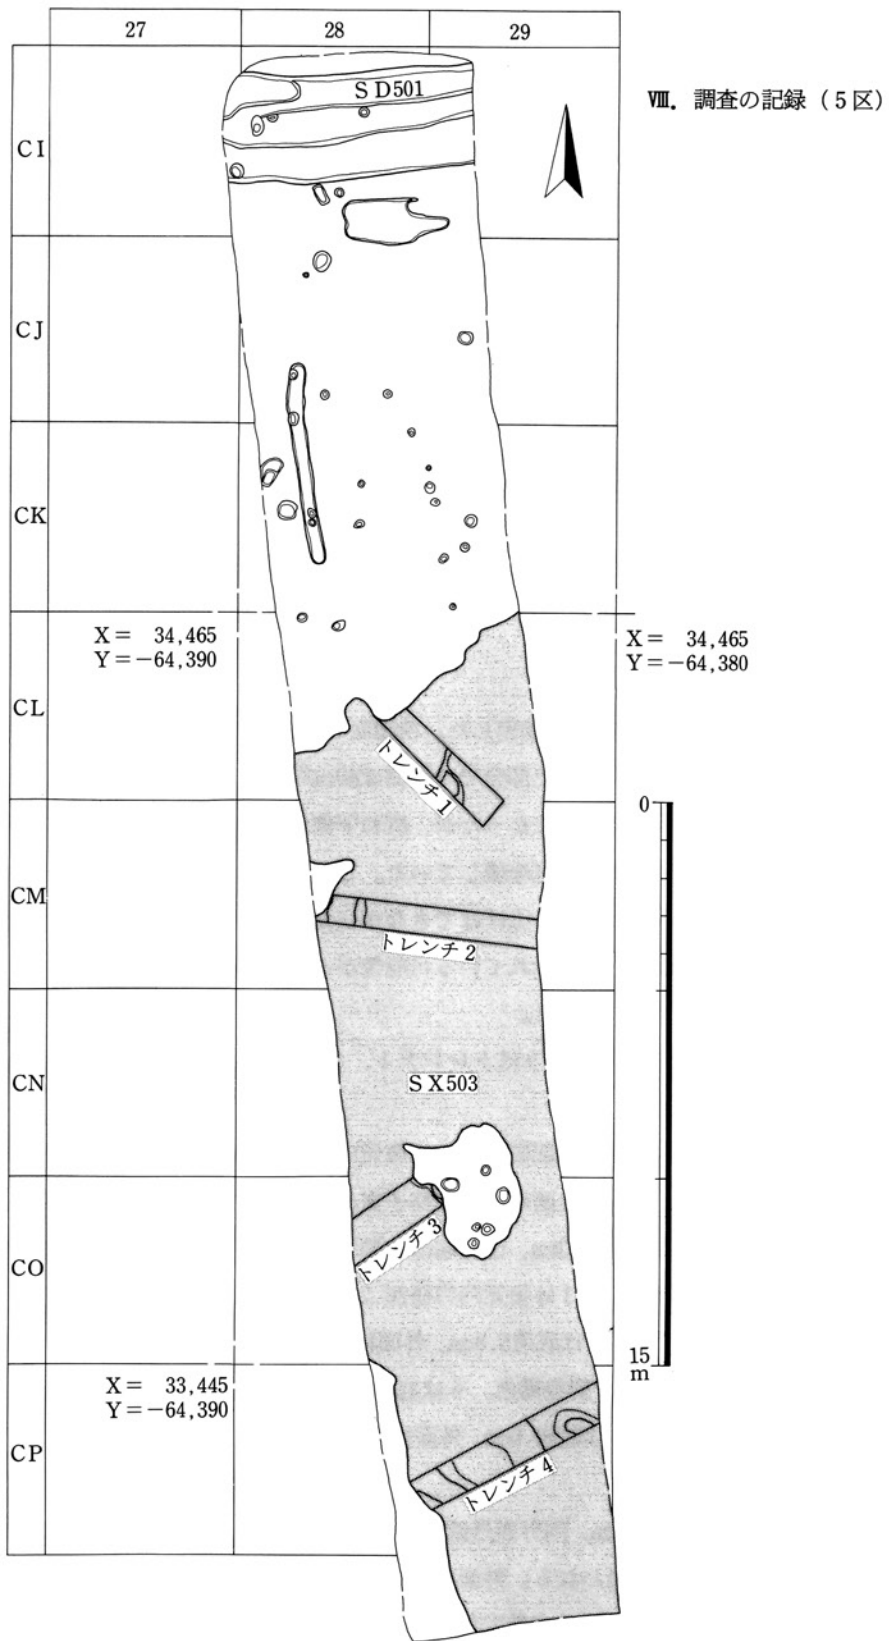 27
28
29
Ⅷ. 調査の記録（５区）
S D501
CI
CJ
CK
X＝ 34,465
Y＝−64,390
X＝ 34,465
Y＝−64,380
CL
トレンチ 1
0
CM
トレンチ 2
CN
S X503
トレンチ 3
CO
15
m
X＝ 33,445
Y＝−64,390
CP
トレンチ 4